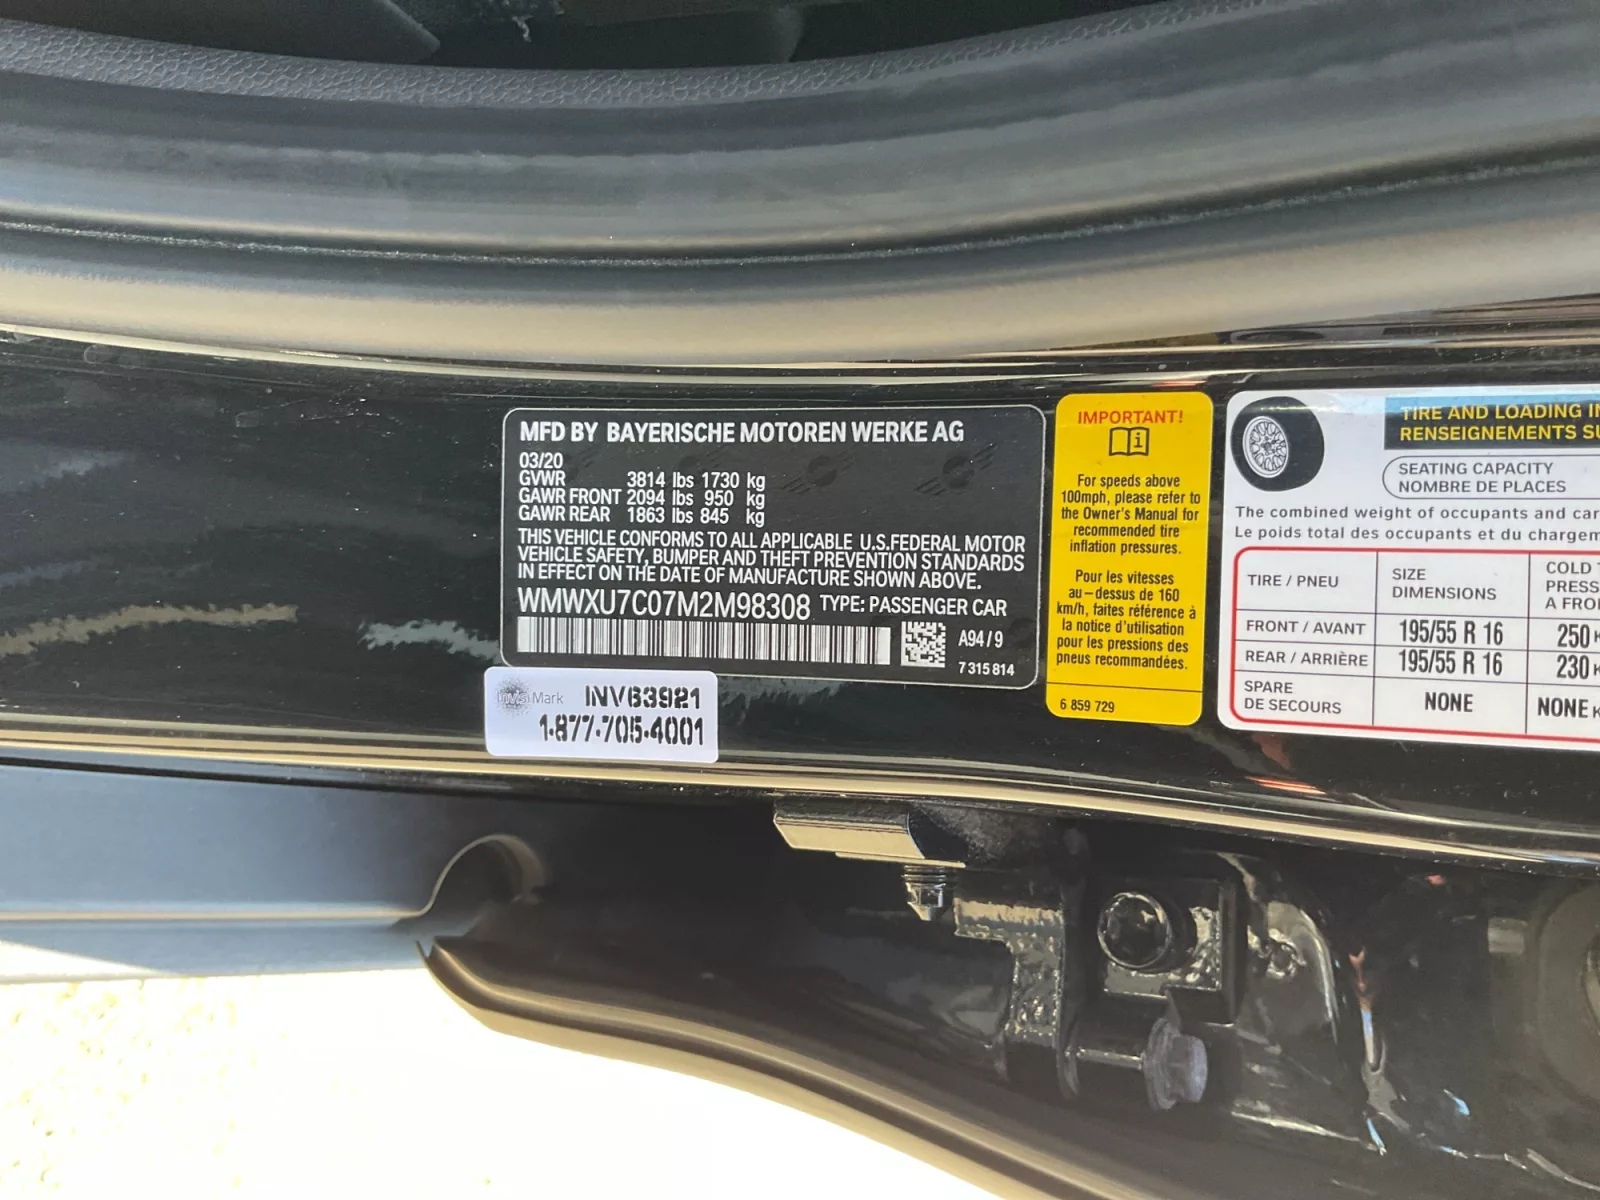 MFD BY BAYERISCHE MOTOREN WERKE AG
03/20
GVWR 3814 lbs 1730 kg
GAWR FRONT 2094 lbs 950 kg
GAWR REAR 1863 lbs 845 kg
THIS VEHICLE CONFORMS TO ALL APPLICABLE U.S.FEDERAL MOTOR
VEHICLE SAFETY, BUMPER AND THEFT PREVENTION STANDARDS
IN EFFECT ON THE DATE OF MANUFACTURE SHOWN ABOVE.
WMWXU7C07M2M98308 TYPE: PASSENGER CAR
A94/9
7 315 814
InvisiMark INV63921
1-877-705-4001
IMPORTANT!
For speeds above
100mph, please refer to
the Owner's Manual for
recommended tire
inflation pressures.
Pour les vitesses
au-dessus de 160
km/h, faites référence à
la notice d'utilisation
pour les pressions des
pneus recommandées.
6 859 729
TIRE AND LOADING
RENSEIGNEMENTS
SEATING CAPACITY
NOMBRE DE PLACES
The combined weight of occupants and
Le poids total des occupants et du
TIRE / PNEU
SIZE
DIMENSIONS
COLD
FRONT / AVANT 195/55 R 16 250
REAR / ARRIÈRE 195/55 R 16 230
SPARE
DE SECOURS
NONE NONE